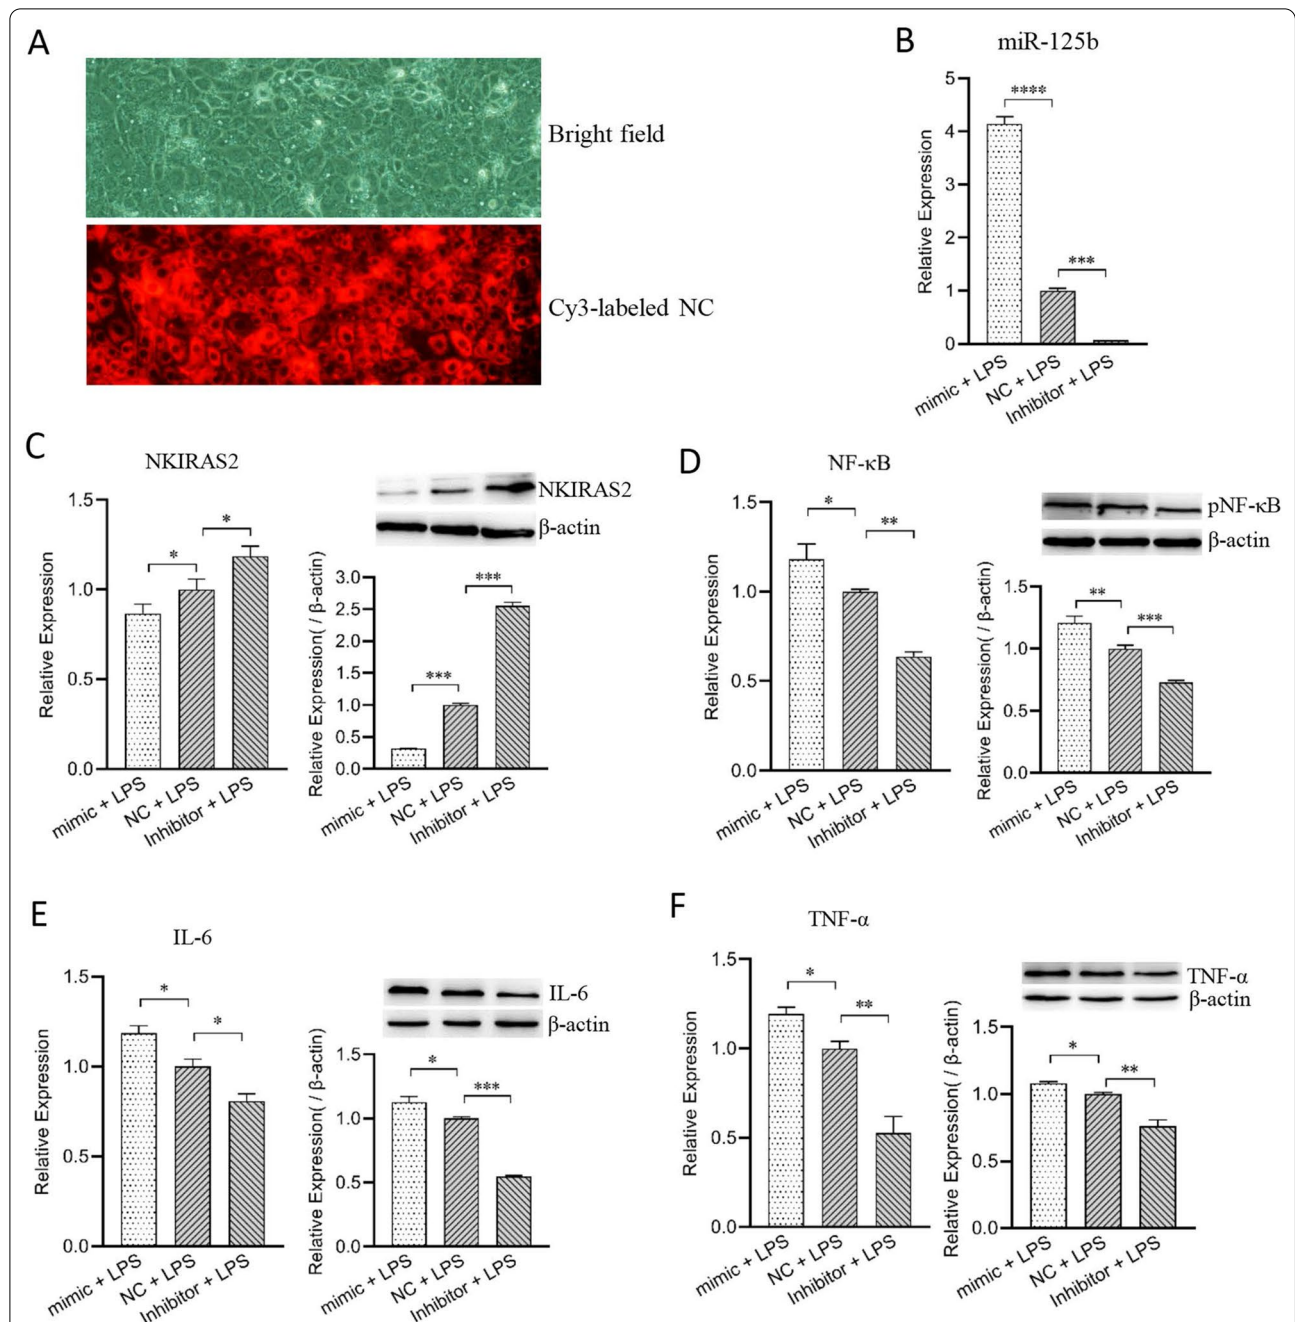 A
Bright field
Cy3-labeled NC
B
miR-125b
Relative Expression
5
4
3
2
1
0
****
***
mimic + LPS
NC + LPS
Inhibitor + LPS
C
NKIRAS2
Relative Expression
1.5
1.0
0.5
0.0
*
*
mimic + LPS
NC + LPS
Inhibitor + LPS
NKIRAS2
β-actin
Relative Expression( / β-actin)
3.0
2.5
2.0
1.5
1.0
0.5
0.0
***
***
mimic + LPS
NC + LPS
Inhibitor + LPS
D
NF-κB
Relative Expression
1.5
1.0
0.5
0.0
*
**
mimic + LPS
NC + LPS
Inhibitor + LPS
pNF-κB
β-actin
Relative Expression( / β-actin)
1.5
1.0
0.5
0.0
**
***
mimic + LPS
NC + LPS
Inhibitor + LPS
E
IL-6
Relative Expression
1.5
1.0
0.5
0.0
*
*
mimic + LPS
NC + LPS
Inhibitor + LPS
IL-6
β-actin
Relative Expression( / β-actin)
1.5
1.0
0.5
0.0
*
***
mimic + LPS
NC + LPS
Inhibitor + LPS
F
TNF-α
Relative Expression
1.5
1.0
0.5
0.0
*
**
mimic + LPS
NC + LPS
Inhibitor + LPS
TNF-α
β-actin
Relative Expression( / β-actin)
1.5
1.0
0.5
0.0
*
**
mimic + LPS
NC + LPS
Inhibitor + LPS